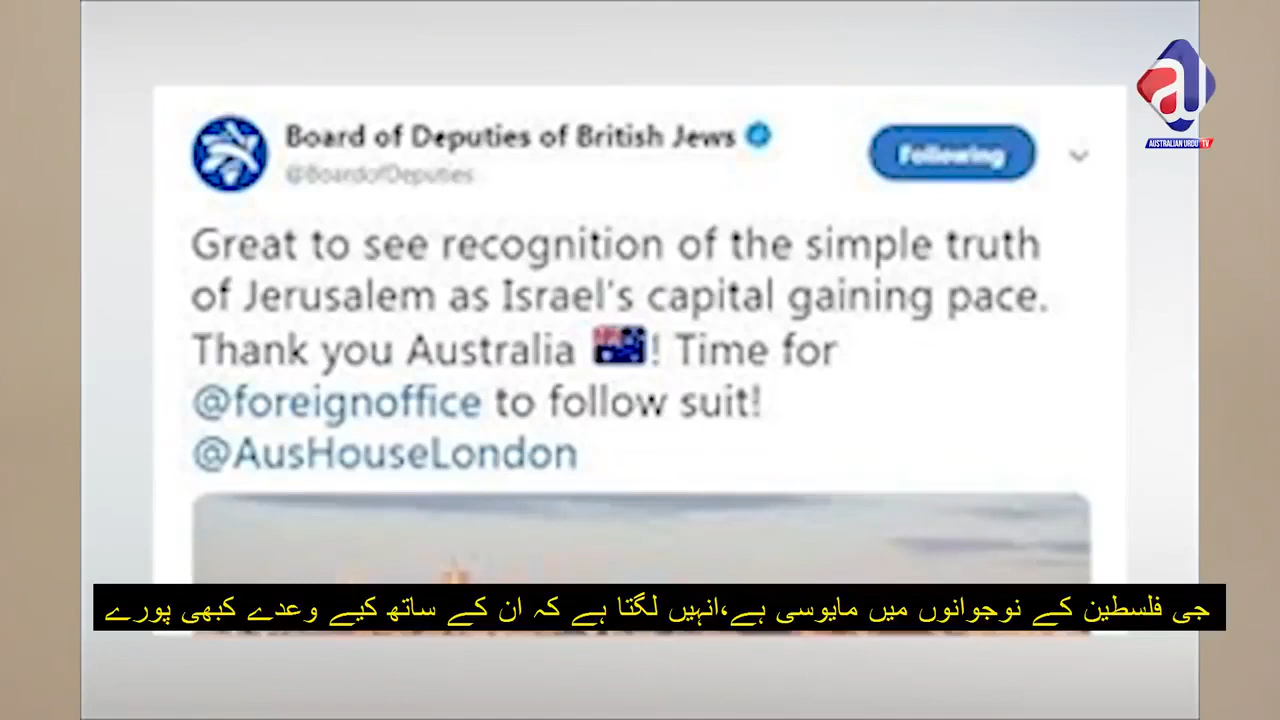 Board of Deputies of British Jews
@BoardofDeputies
Following
Great to see recognition of the simple truth
of Jerusalem as Israel's capital gaining pace.
Thank you Australia 🇦🇺! Time for
@foreignoffice to follow suit!
@AusHouseLondon
AUSTRALIAN URDU TV
جی فلسطین کے نوجوانوں میں مایوسی ہے،انہیں لگتا ہے کہ ان کے ساتھ کیے وعدے کبھی پورے